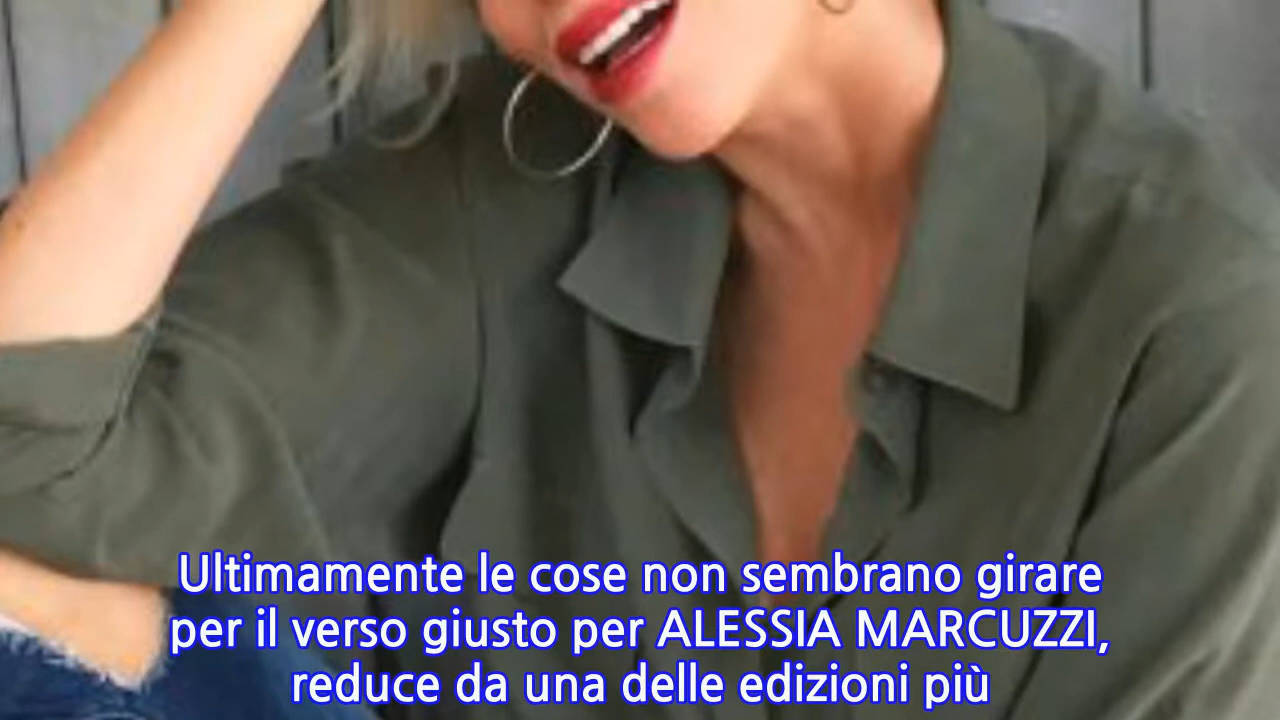 Ultimamente le cose non sembrano girare
per il verso giusto per ALESSIA MARCUZZI,
reduce da una delle edizioni più